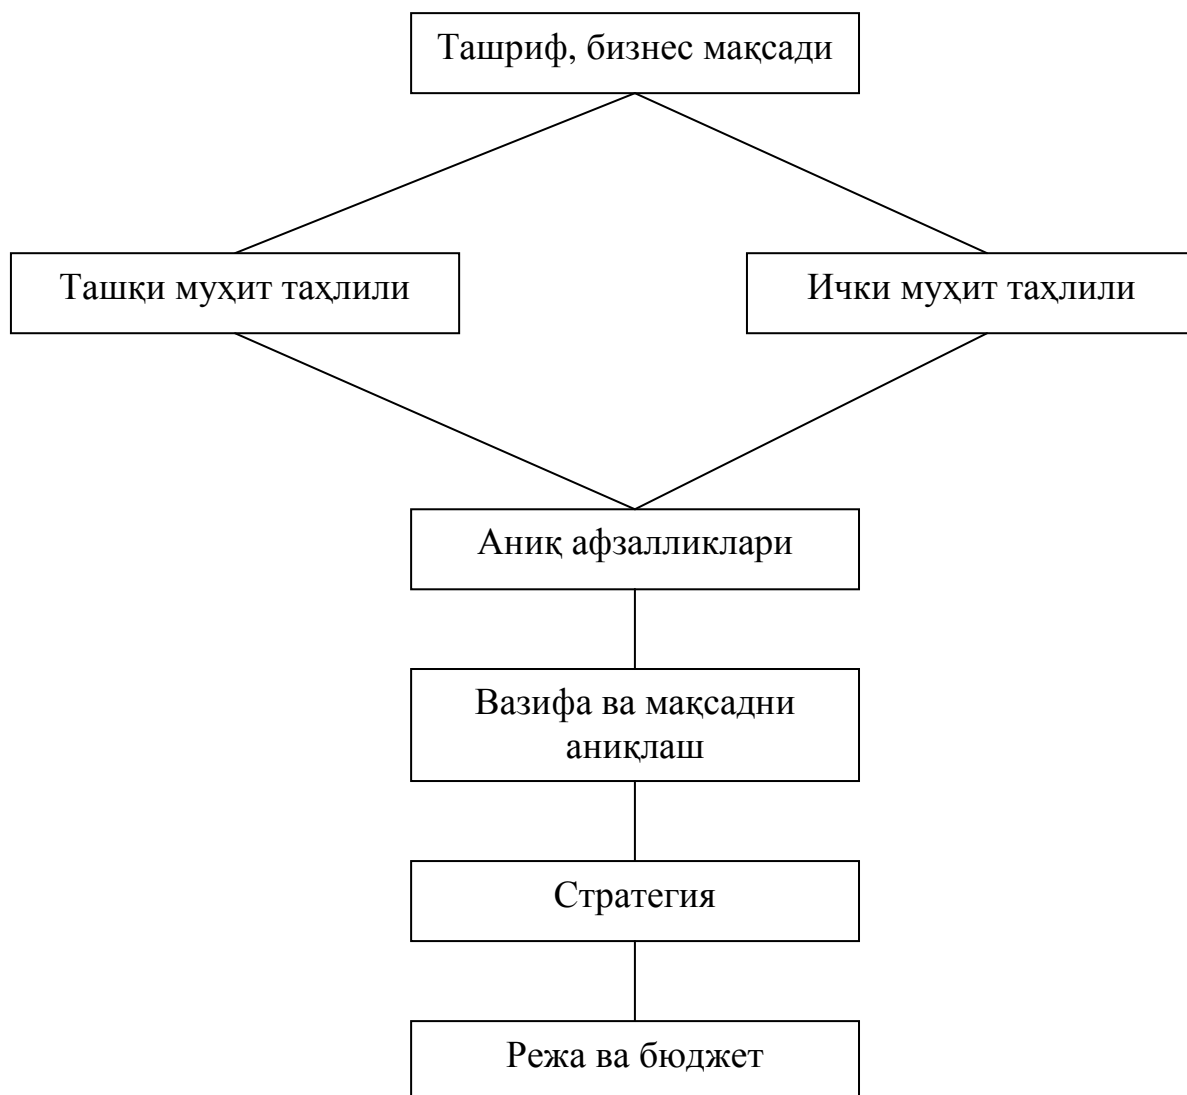 Ташриф, бизнес мақсади
Ташқи муҳит таҳлили
Ички муҳит таҳлили
Аниқ афзалликлари
Вазифа ва мақсадни
аниқлаш
Стратегия
Режа ва бюджет